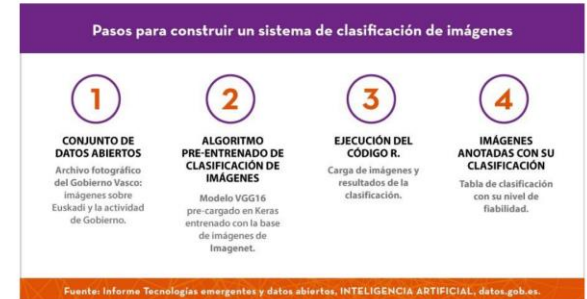 Pasos para construir un sistema de clasificación de imágenes
1
CONJUNTO DE
DATOS ABIERTOS
Archivo fotográfico
del Gobierno Vasco:
imágenes sobre
Euskadi y la actividad
de Gobierno.
2
ALGORITMO
PRE-ENTRENADO DE
CLASIFICACIÓN DE
IMÁGENES
Modelo VGG16
pre-cargado en Keras
entrenado con la base
de imágenes de
Imagenet.
3
EJECUCIÓN DEL
CÓDIGO R.
Carga de imágenes y
resultados de la
clasificación.
4
IMÁGENES
ANOTADAS CON SU
CLASIFICACIÓN
Tabla de clasificación
con su nivel de
fiabilidad.
Fuente: Informe Tecnologías emergentes y datos abiertos, INTELIGENCIA ARTIFICIAL, datos.gob.es.